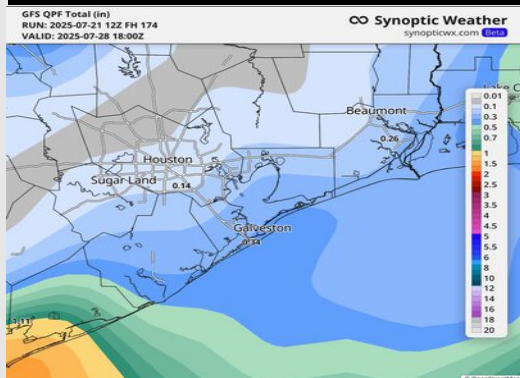 GFS QPF Total (in)
RUN: 2025-07-21 12Z FH 174
VALID: 2025-07-28 18:00Z
Synoptic Weather
synopticwx.com Beta
Lake C
Beaumont
0.26
Houston
Sugar Land
0.14
Galveston
0.34
1.11
0.01
0.1
0.3
0.5
0.7
1.5
2
2.5
3
3.5
4
4.5
5
5.5
6
8
10
12
14
16
18
20